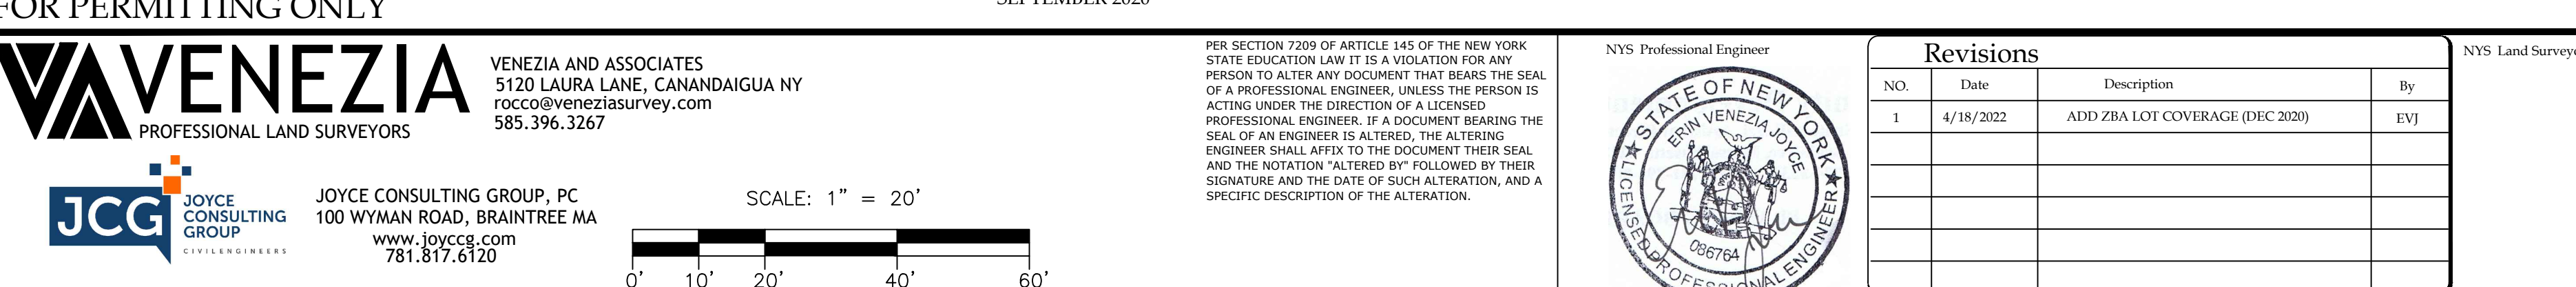 FOR PERMITTING ONLY
SEPTEMBER 2020
VENEZIA
PROFESSIONAL LAND SURVEYORS
VENEZIA AND ASSOCIATES
5120 LAURA LANE, CANANDAIGUA NY
rocco@veneziasurvey.com
585.396.3267
JCG
JOYCE
CONSULTING
GROUP
CIVILENGINEERS
JOYCE CONSULTING GROUP, PC
100 WYMAN ROAD, BRAINTREE MA
www.joyccg.com
781.817.6120
SCALE: 1" = 20'
0' 10' 20' 40' 60'
PER SECTION 7209 OF ARTICLE 145 OF THE NEW YORK
STATE EDUCATION LAW IT IS A VIOLATION FOR ANY
PERSON TO ALTER ANY DOCUMENT THAT BEARS THE SEAL
OF A PROFESSIONAL ENGINEER, UNLESS THE PERSON IS
ACTING UNDER THE DIRECTION OF A LICENSED
PROFESSIONAL ENGINEER. IF A DOCUMENT BEARING THE
SEAL OF AN ENGINEER IS ALTERED, THE ALTERING
ENGINEER SHALL AFFIX TO THE DOCUMENT THEIR SEAL
AND THE NOTATION "ALTERED BY" FOLLOWED BY THEIR
SIGNATURE AND THE DATE OF SUCH ALTERATION, AND A
SPECIFIC DESCRIPTION OF THE ALTERATION.
NYS Professional Engineer
STATE OF NEW YORK
ERIN VENEZIA JOYCE
086764
LICENSED PROFESSIONAL ENGINEER
Revisions
NO. Date Description By
1 4/18/2022 ADD ZBA LOT COVERAGE (DEC 2020) EVJ
NYS Land Surveyo